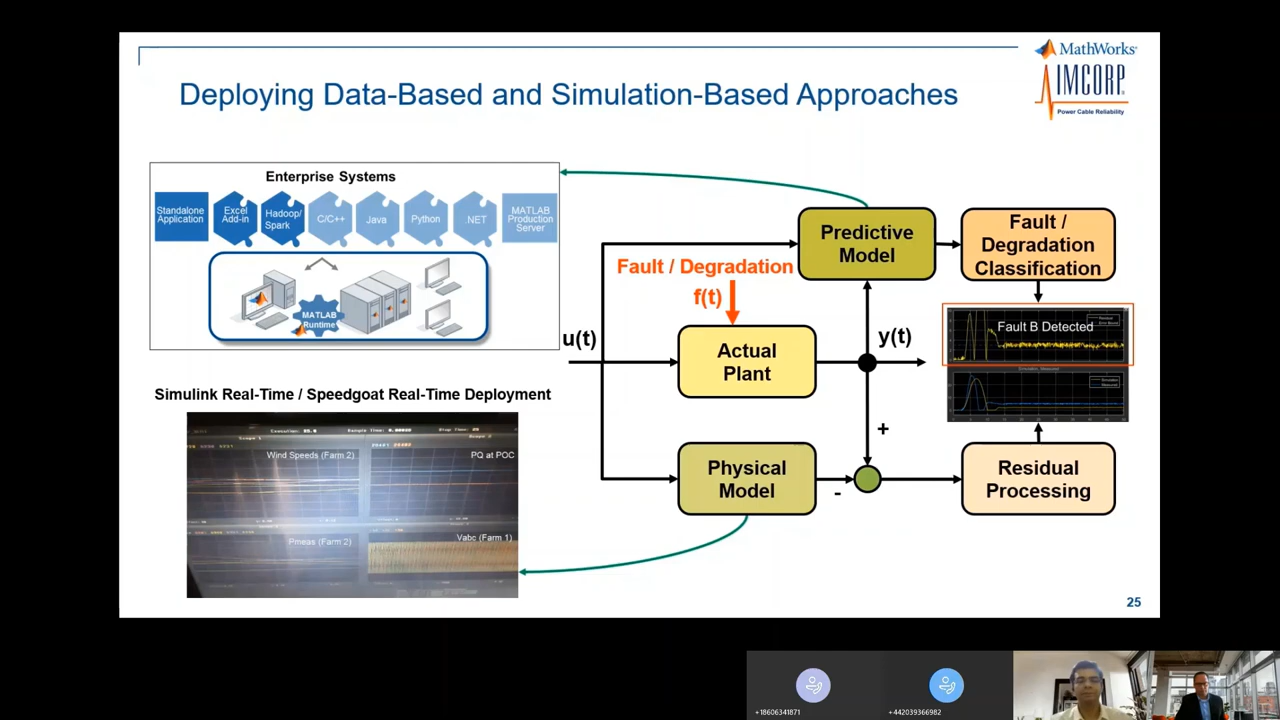 MathWorks®
IMCORP®
Power Cable Reliability
Deploying Data-Based and Simulation-Based Approaches
Enterprise Systems
Standalone
Application
Excel
Add-in
Hadoop/
Spark
C/C++
Java
Python
.NET
MATLAB
Production
Server
MATLAB
Runtime
Simulink Real-Time / Speedgoat Real-Time Deployment
Wind Speeds (Farm 2)
PQ at POC
Pmeas (Farm 2)
Vabc (Farm 1)
u(t)
Fault / Degradation
f(t)
Predictive
Model
Fault /
Degradation
Classification
Fault B Detected
Actual
Plant
y(t)
+
Physical
Model
-
Residual
Processing
25
+18606341871
+442039366982